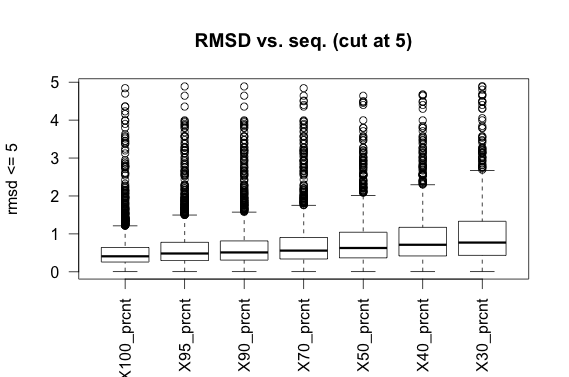 RMSD vs. seq. (cut at 5)
rmsd <= 5
5
4
3
2
1
0
X100_prcnt
X95_prcnt
X90_prcnt
X70_prcnt
X50_prcnt
X40_prcnt
X30_prcnt